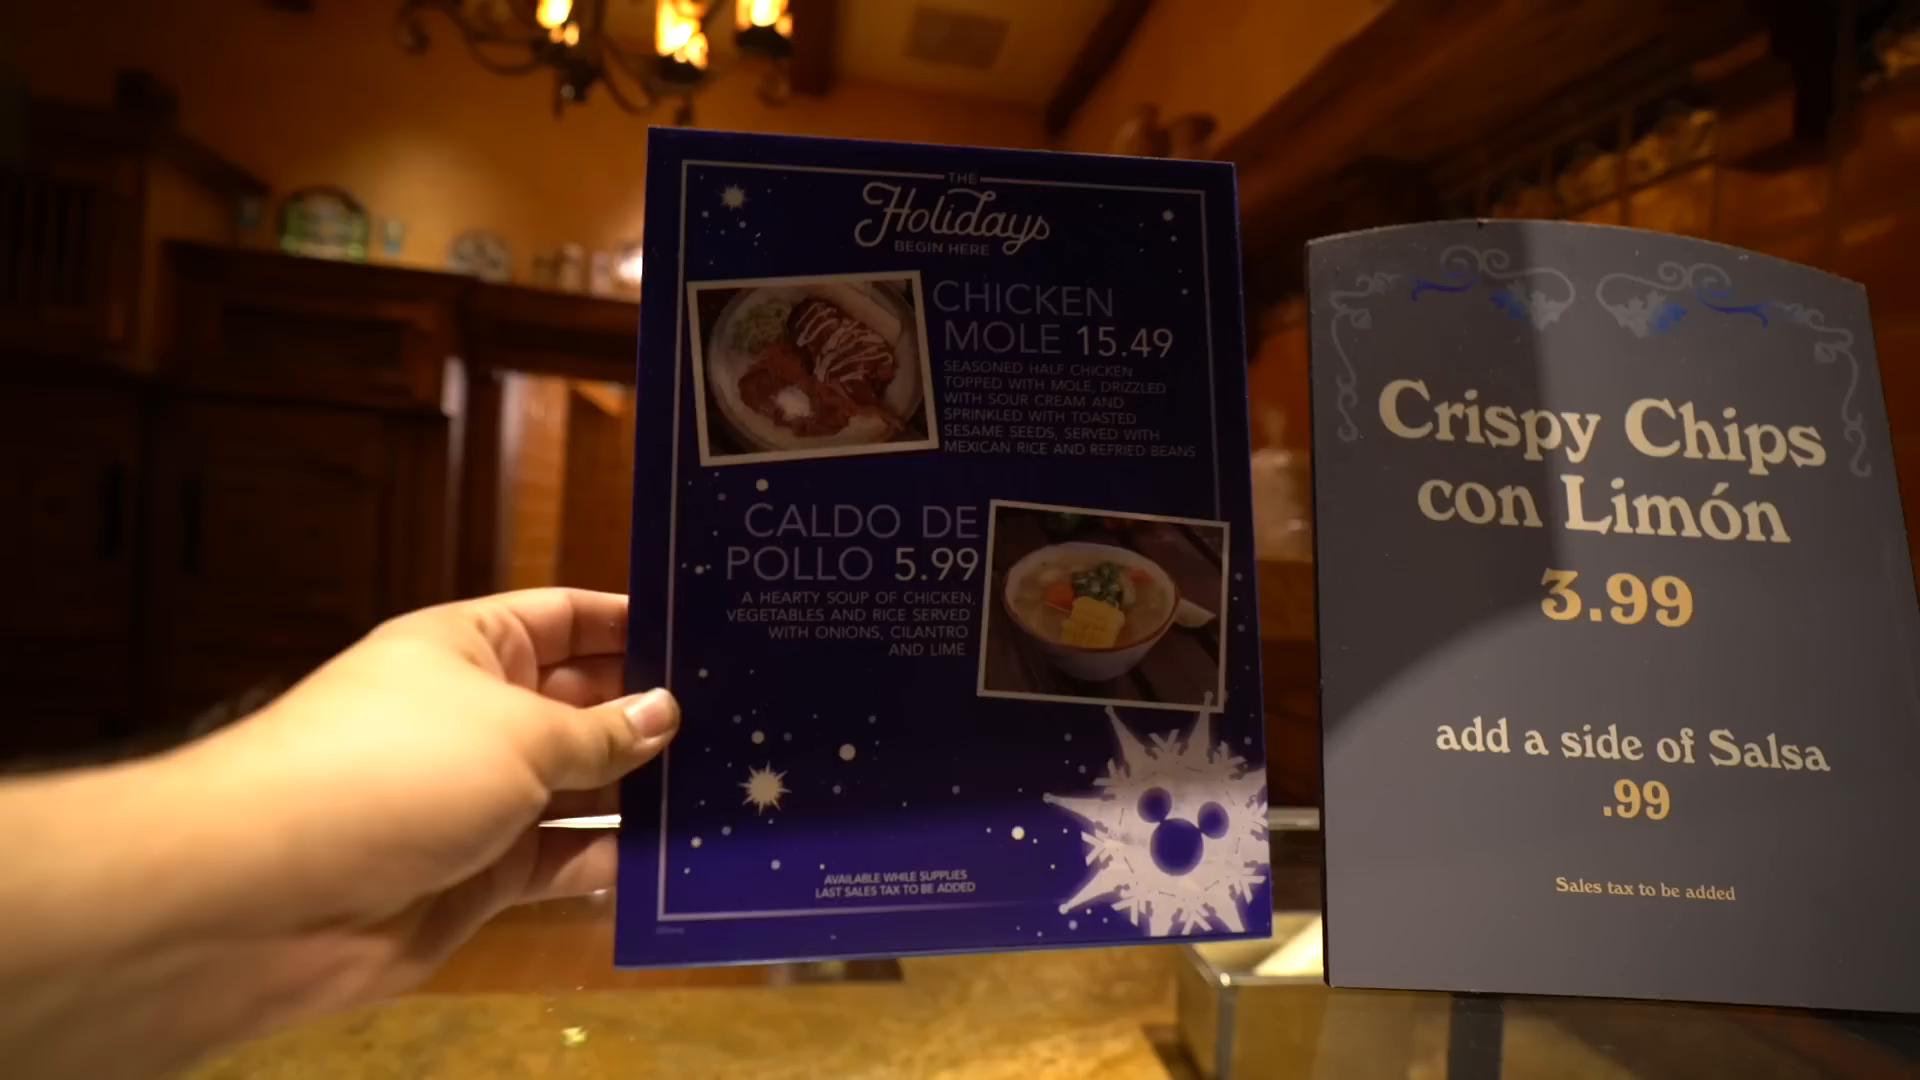 THE
Holidays
BEGIN HERE
CHICKEN
MOLE 15.49
SEASONED HALF CHICKEN
TOPPED WITH MOLE, DRIZZLED
WITH SOUR CREAM AND
SPRINKLED WITH TOASTED
SESAME SEEDS, SERVED WITH
MEXICAN RICE AND REFRIED BEANS
CALDO DE
POLLO 5.99
A HEARTY SOUP OF CHICKEN,
VEGETABLES AND RICE SERVED
WITH ONIONS, CILANTRO
AND LIME
AVAILABLE WHILE SUPPLIES
LAST SALES TAX TO BE ADDED
Crispy Chips
con Limón
3.99
add a side of Salsa
.99
Sales tax to be added